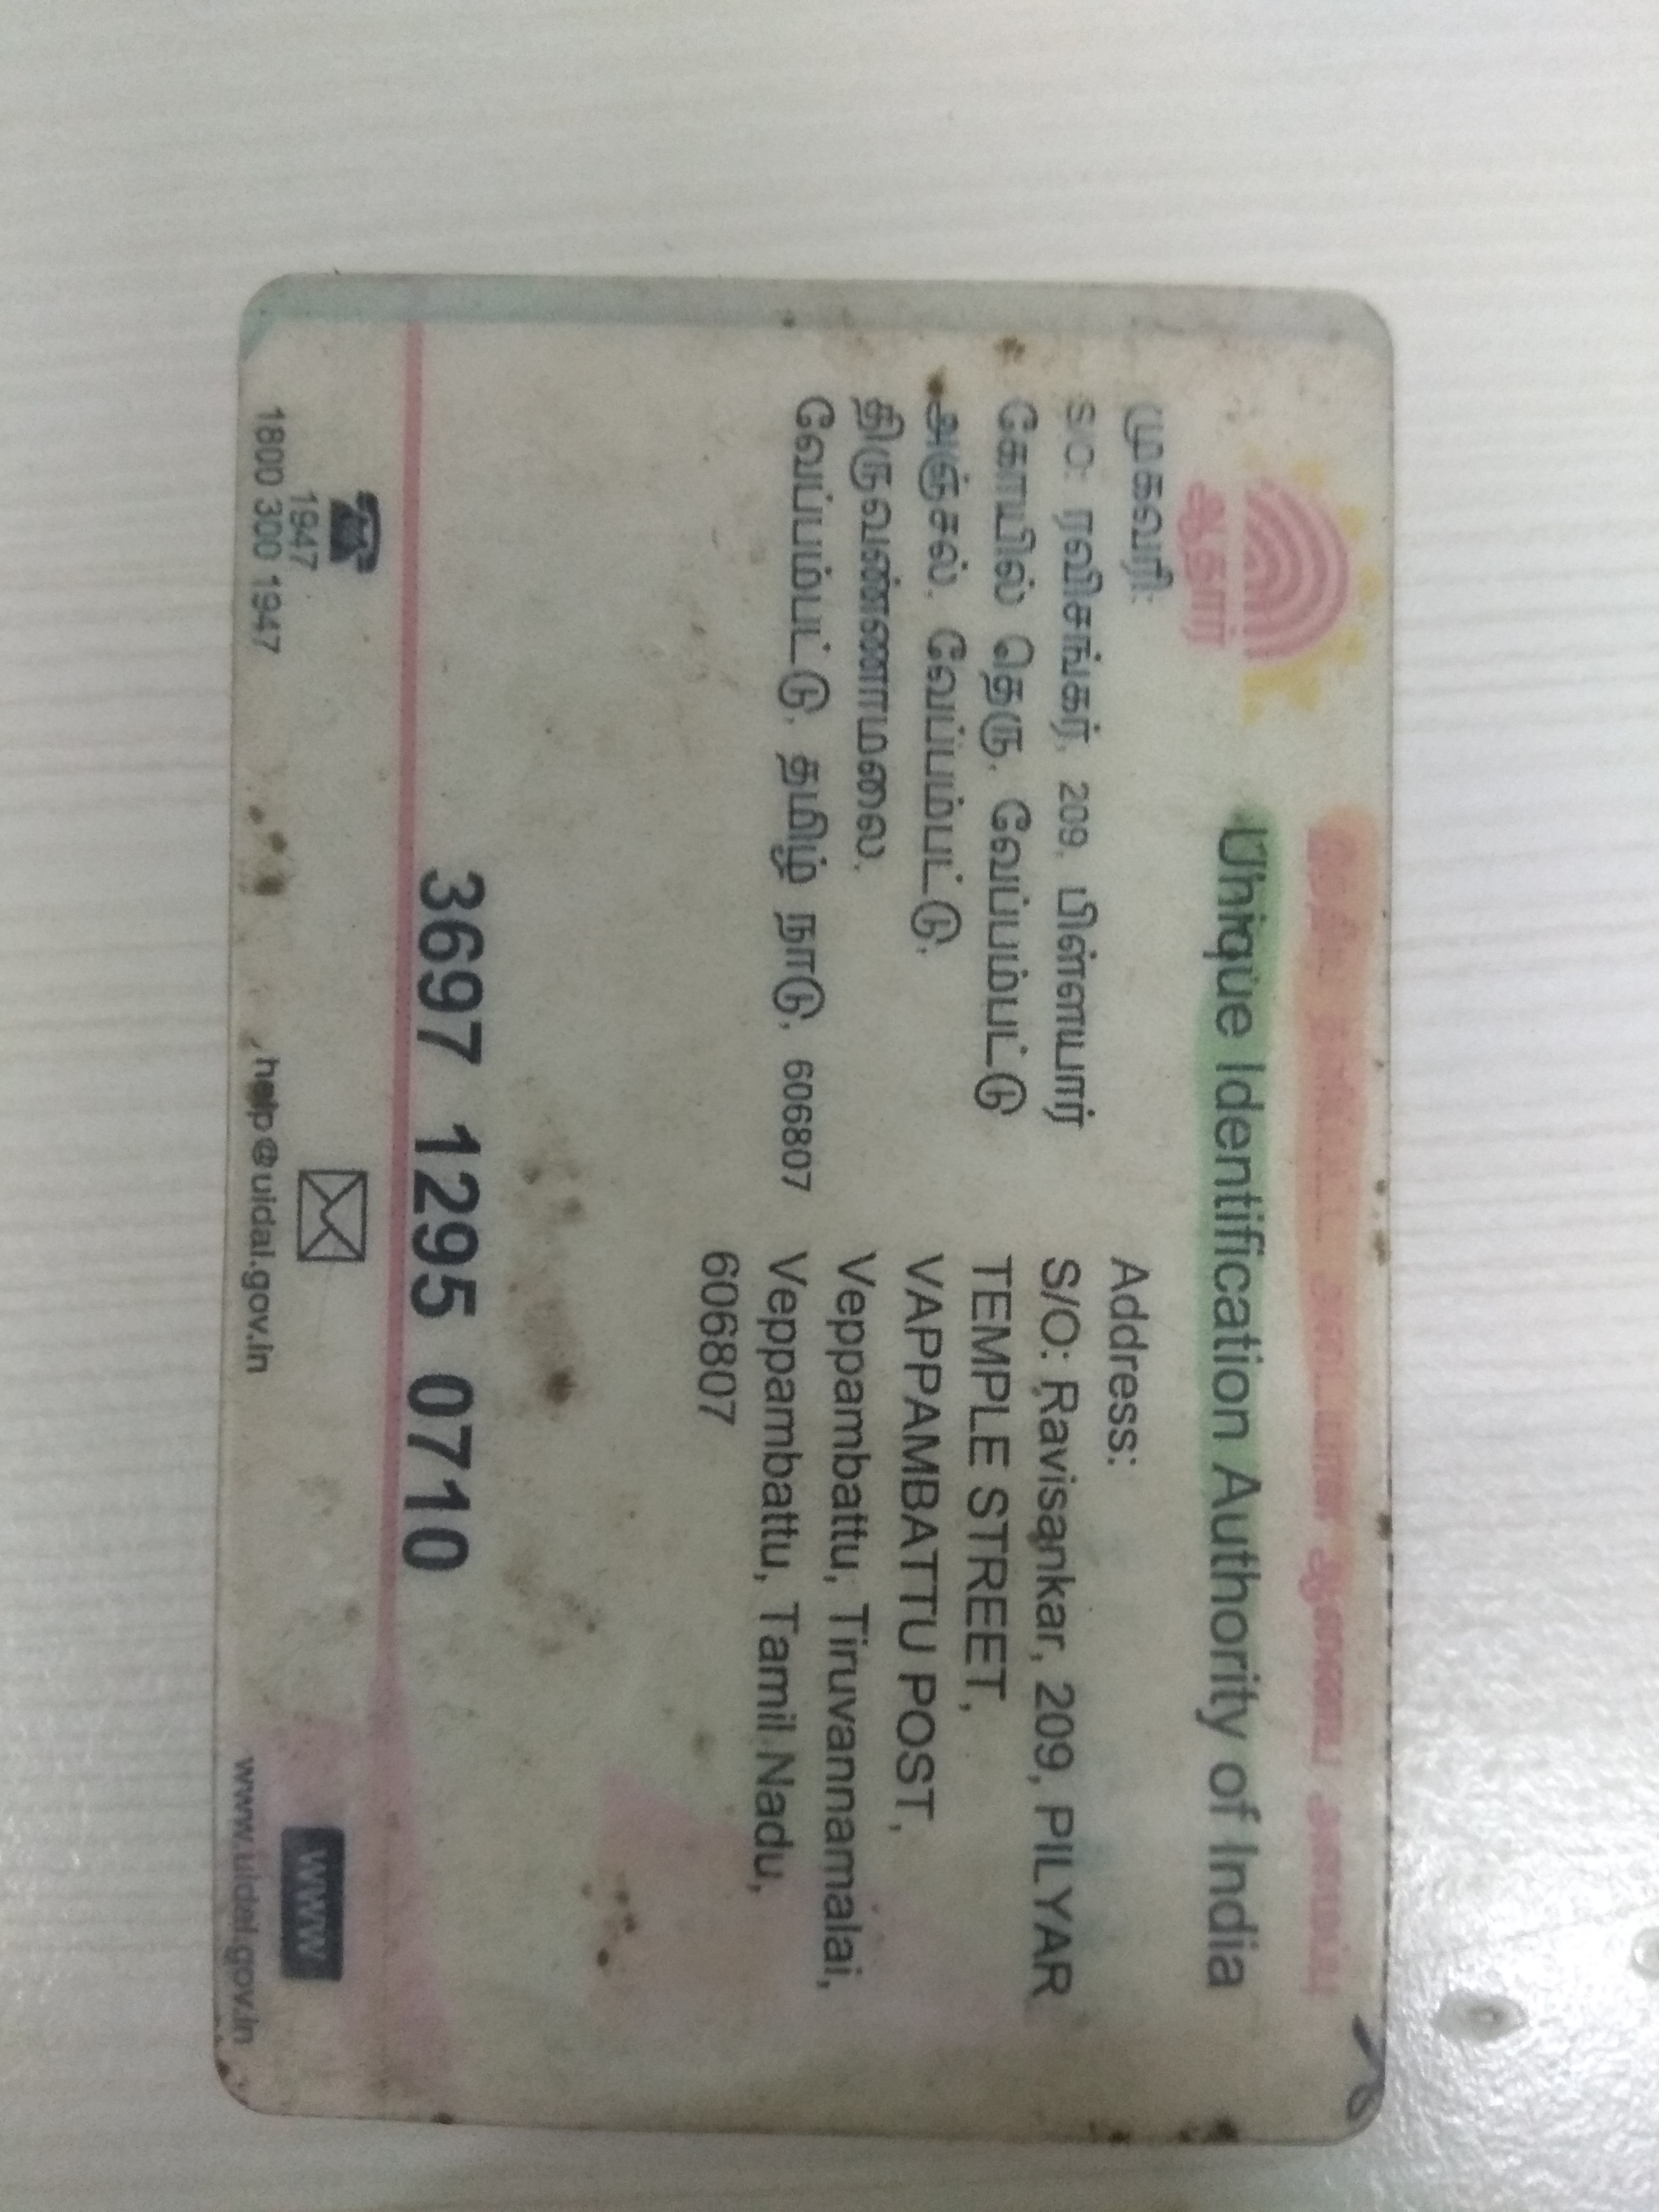 ஆதார்
Unique Identification Authority of India
முகவரி:
S/O: ரவிசங்கர், 209, பிள்ளையார்
கோயில் தெரு, வேப்பம்பட்டு
அஞ்சல், வேப்பம்பட்டு,
திருவண்ணாமலை,
வேப்பம்பட்டு, தமிழ் நாடு, 606807
Address:
S/O: Ravisankar, 209, PILYAR
TEMPLE STREET,
VAPPAMBATTU POST,
Veppambattu, Tiruvannamalai,
Veppambattu, Tamil Nadu,
606807
3697 1295 0710
1947
1800 300 1947
help@uidai.gov.in
www
www.uidai.gov.in